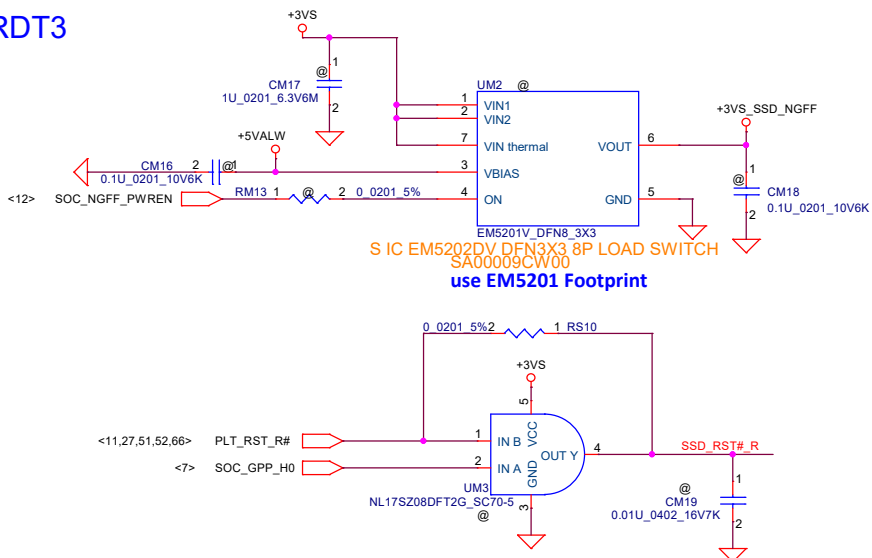 RDT3
+3VS
@
1
CM17
1U_0201_6.3V6M
2
+5VALW
CM16 2 @ 1
0.1U_0201_10V6K
<12> SOC_NGFF_PWREN
RM13 1 @ 2 0_0201_5%
UM2 @
1 VIN1
2 VIN2
7 VIN thermal VOUT 6
3 VBIAS
4 ON GND 5
EM5201V_DFN8_3X3
+3VS_SSD_NGFF
1
@
CM18
0.1U_0201_10V6K
2
S IC EM5202DV DFN3X3 8P LOAD SWITCH
SA00009CW00
use EM5201 Footprint
0_0201_5% 2 1 RS10
+3VS
5
VCC
<11,27,51,52,66> PLT_RST_R# 1 IN B
OUT Y 4 SSD_RST#_R
<7> SOC_GPP_H0 2 IN A
GND
3
UM3
NL17SZ08DFT2G_SC70-5
@
1
@
CM19
0.01U_0402_16V7K
2